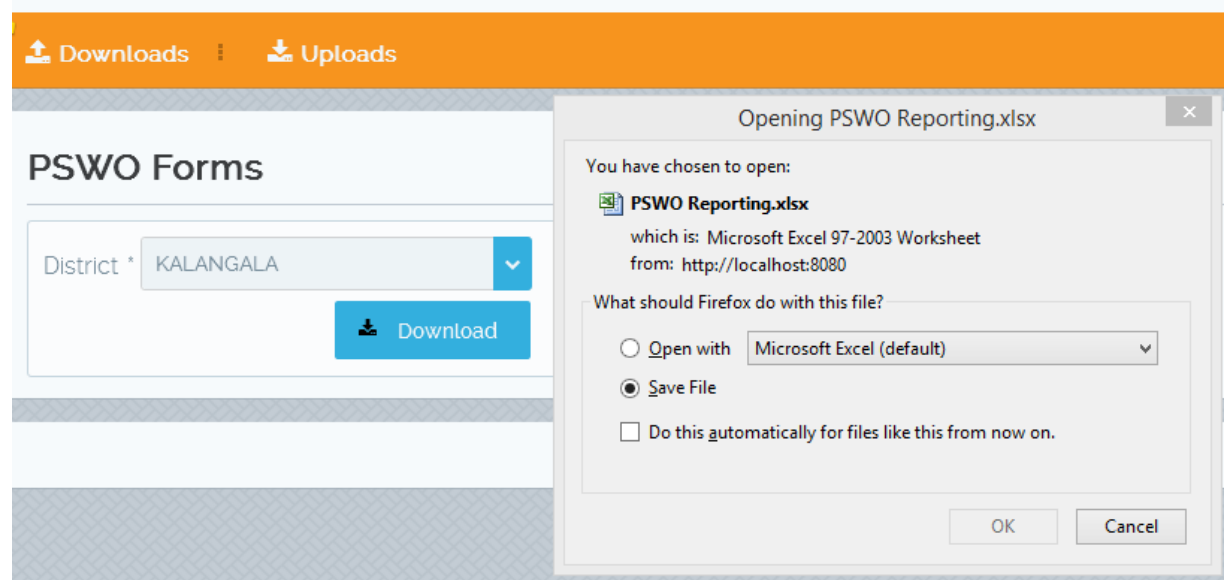 Downloads
Uploads
PSWO Forms
District * KALANGALA
Download
Opening PSWO Reporting.xlsx
You have chosen to open:
PSWO Reporting.xlsx
which is: Microsoft Excel 97-2003 Worksheet
from: http://localhost:8080
What should Firefox do with this file?
Open with Microsoft Excel (default)
Save File
Do this automatically for files like this from now on.
OK Cancel